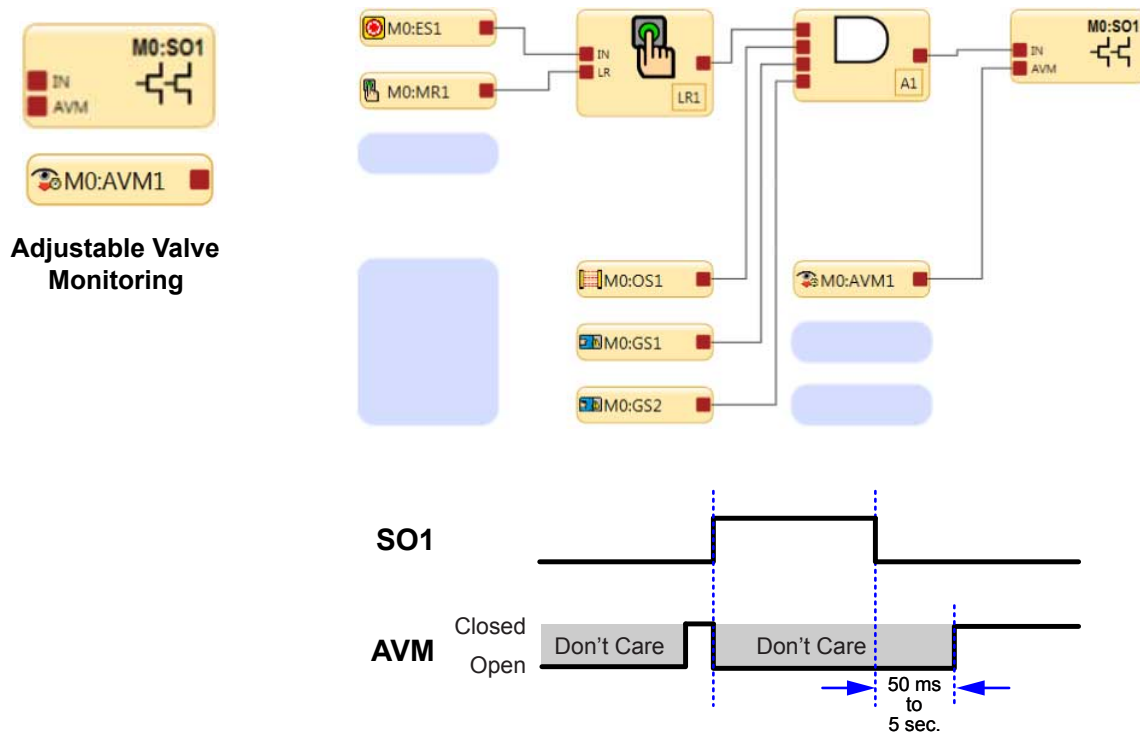 M0:SO1
IN
AVM
M0:AVM1
Adjustable Valve
Monitoring
M0:ES1
M0:MR1
IN
LR
LR1
A1
M0:SO1
IN
AVM
M0:OS1
M0:AVM1
M0:GS1
M0:GS2
SO1
AVM
Closed
Open
Don't Care
Don't Care
50 ms
to
5 sec.